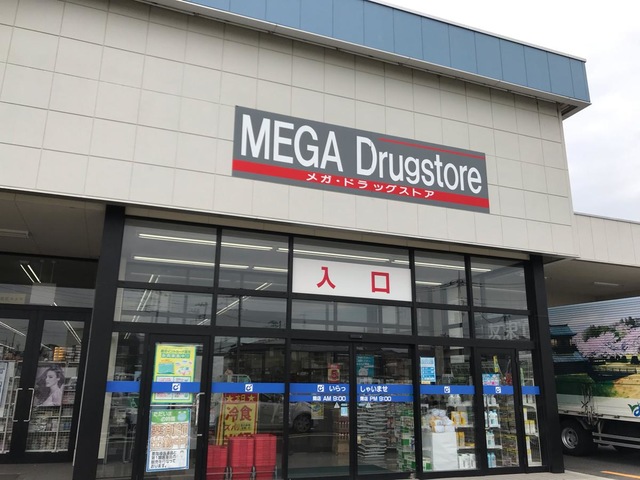 MEGA Drugstore
メガ・ドラッグストア
入口
いらっ
しゃいませ
開店 AM 9:00
閉店 PM 9:00
冷食